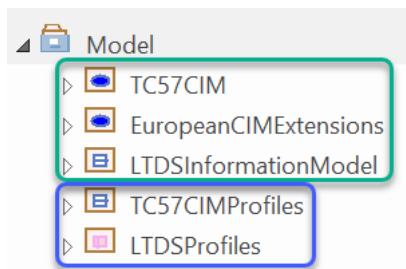 Model
TC57CIM
EuropeanCIMExtensions
LTDSInformationModel
TC57CIMProfiles
LTDSProfiles